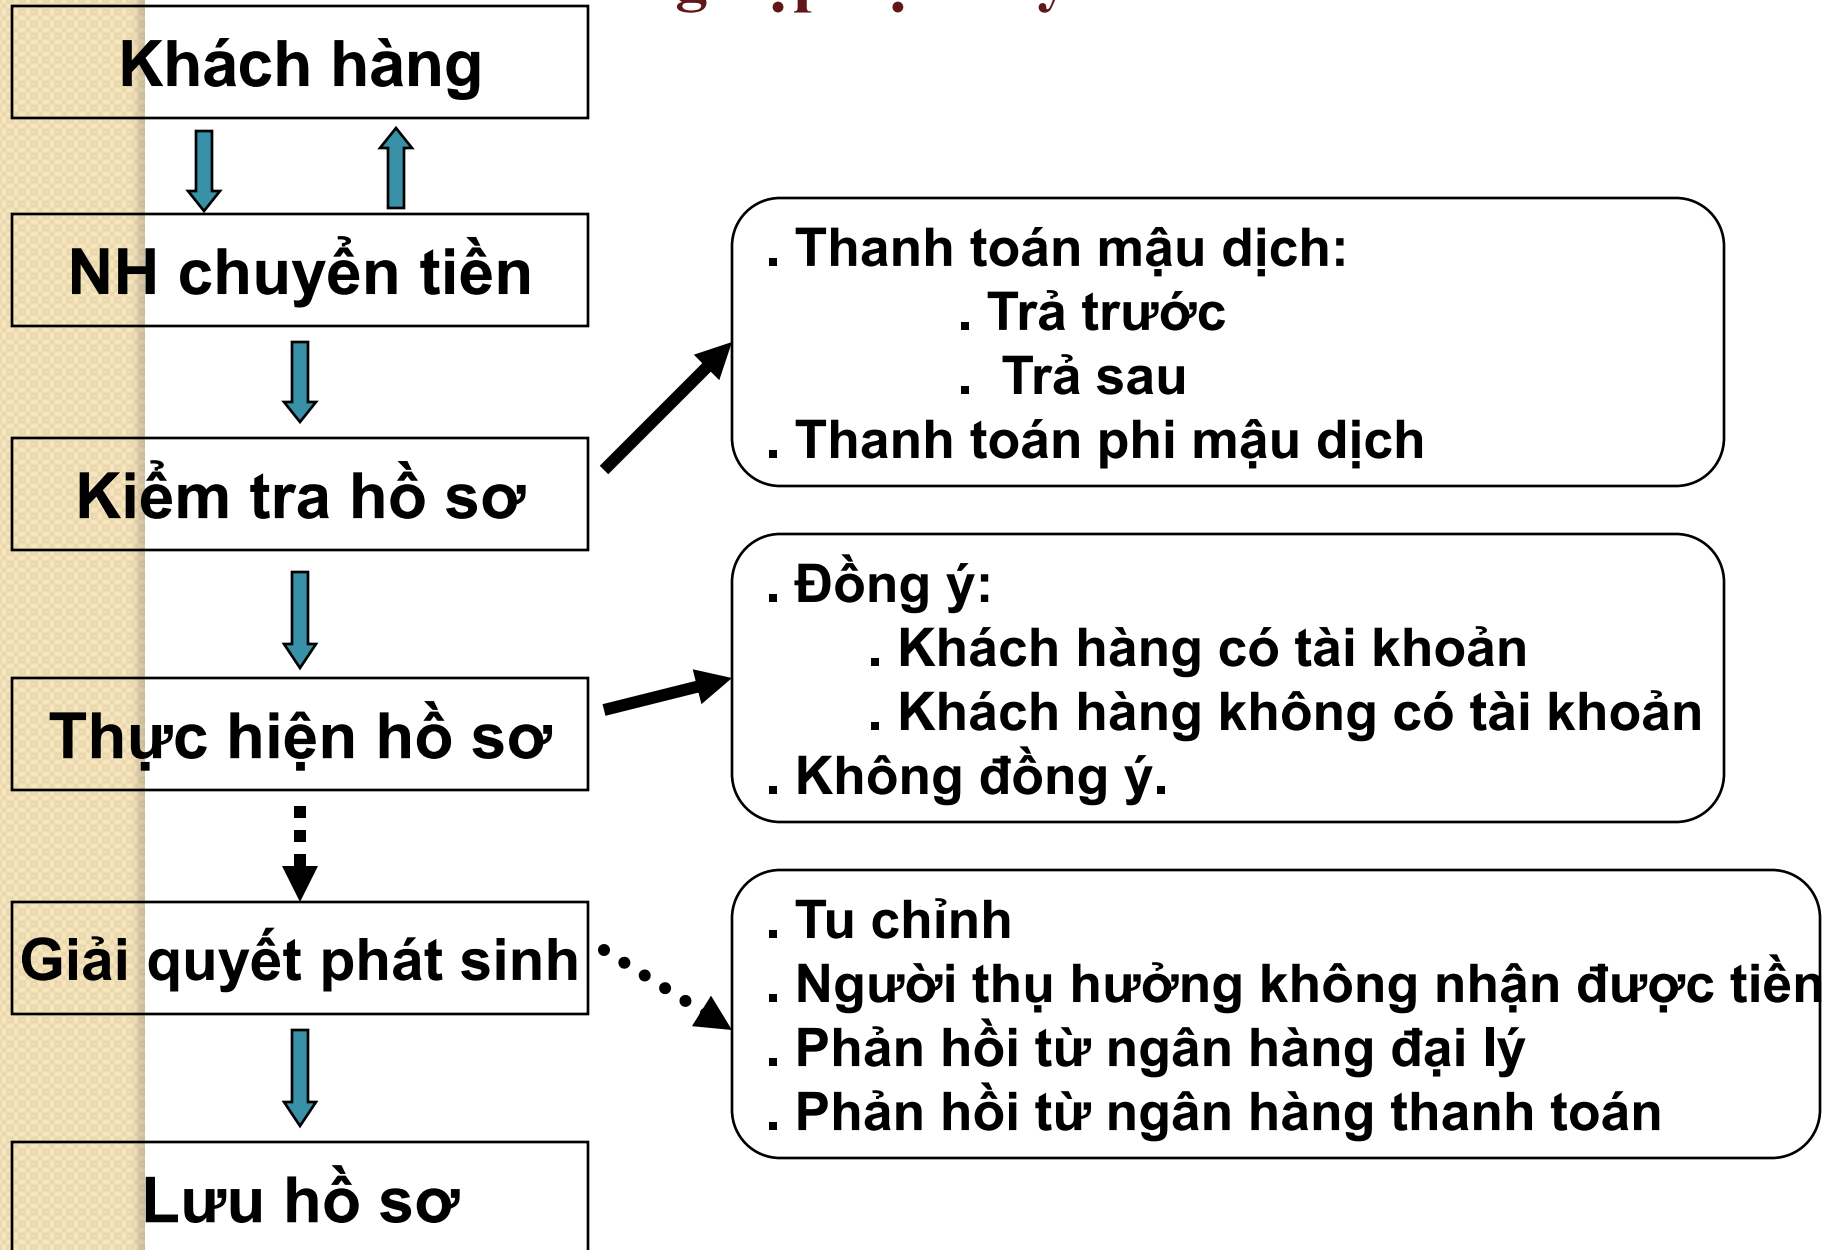 Khách hàng
NH chuyển tiền
. Thanh toán mậu dịch:
. Trả trước
. Trả sau
. Thanh toán phi mậu dịch
Kiểm tra hồ sơ
. Đồng ý:
. Khách hàng có tài khoản
. Khách hàng không có tài khoản
. Không đồng ý.
Thực hiện hồ sơ
Giải quyết phát sinh
. Tu chỉnh
. Người thụ hưởng không nhận được tiền
. Phản hồi từ ngân hàng đại lý
. Phản hồi từ ngân hàng thanh toán
Lưu hồ sơ